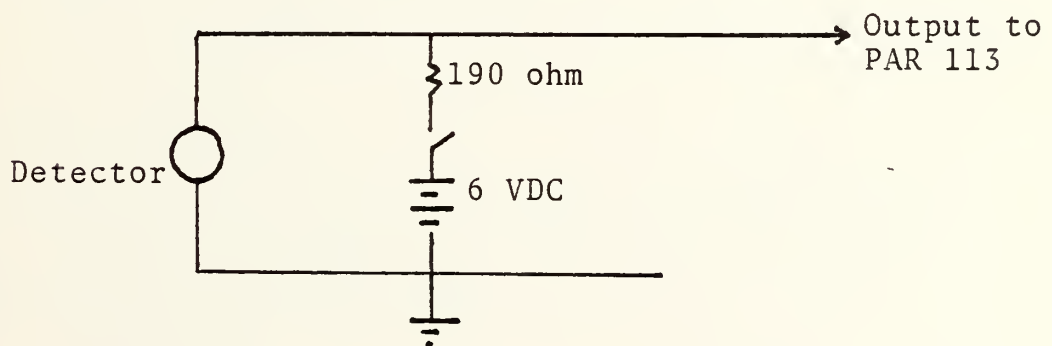 Output to
PAR 113
190 ohm
Detector
6 VDC